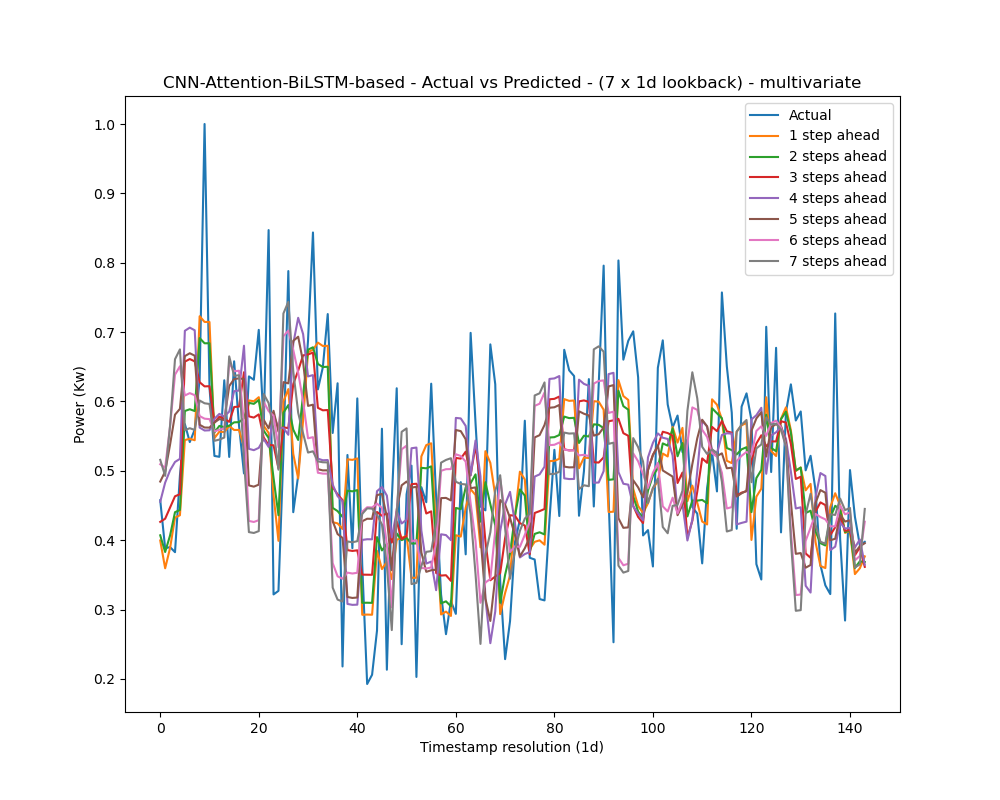 CNN-Attention-BiLSTM-based - Actual vs Predicted - (7 x 1d lookback) - multivariate
Actual
1 step ahead
2 steps ahead
3 steps ahead
4 steps ahead
5 steps ahead
6 steps ahead
7 steps ahead
Power (Kw)
1.0
0.9
0.8
0.7
0.6
0.5
0.4
0.3
0.2
0 20 40 60 80 100 120 140
Timestamp resolution (1d)